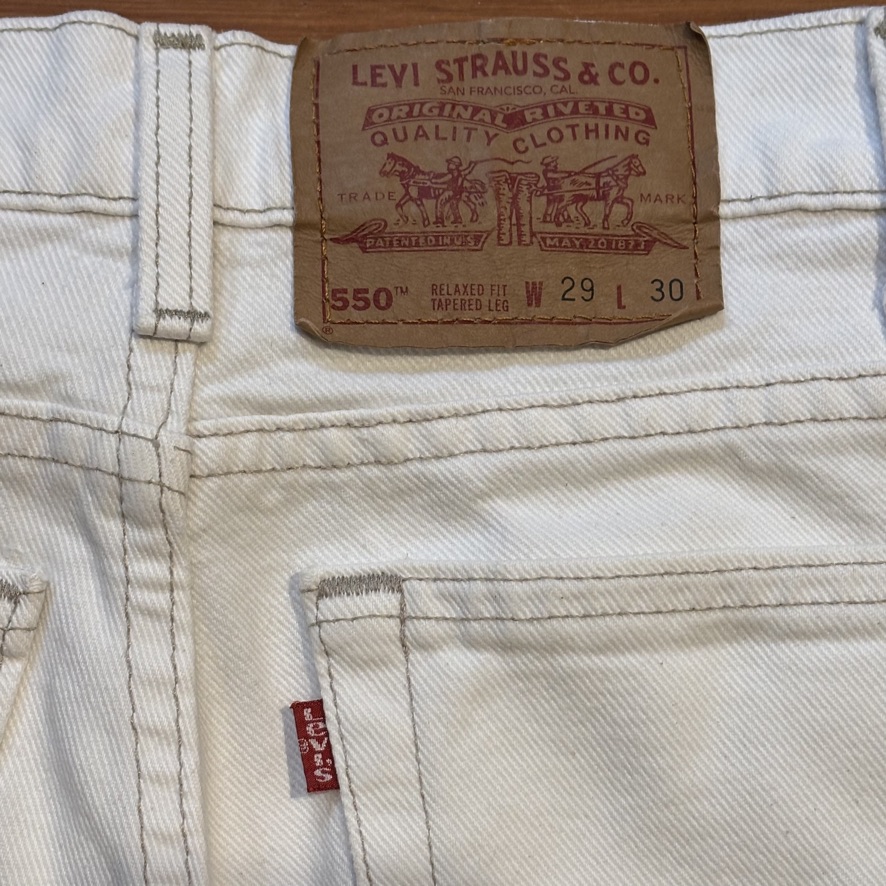 LEVI STRAUSS & CO.
SAN FRANCISCO, CAL.
ORIGINAL RIVETED
QUALITY CLOTHING
TRADE MARK
PATENTED IN U.S. MAY 20 1873
550™ RELAXED FIT TAPERED LEG W 29 L 30
®
LEVI'S
®